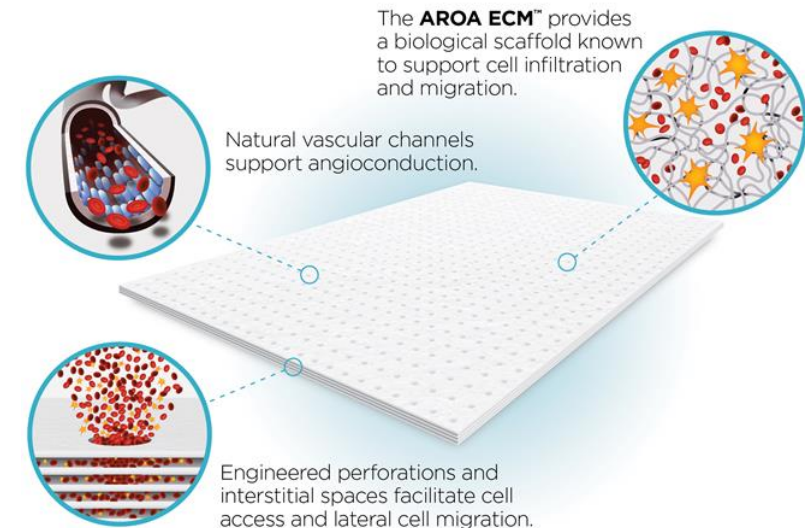 The AROA ECM™ provides
a biological scaffold known
to support cell infiltration
and migration.
Natural vascular channels
support angioconduction.
Engineered perforations and
interstitial spaces facilitate cell
access and lateral cell migration.